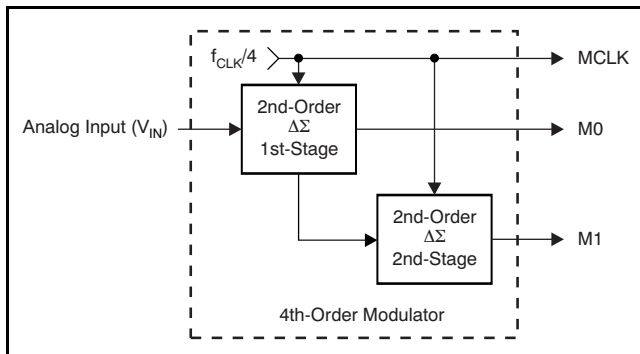 f_CLK/4
MCLK
2nd-Order
ΔΣ
1st-Stage
Analog Input (V_IN)
M0
2nd-Order
ΔΣ
2nd-Stage
M1
4th-Order Modulator